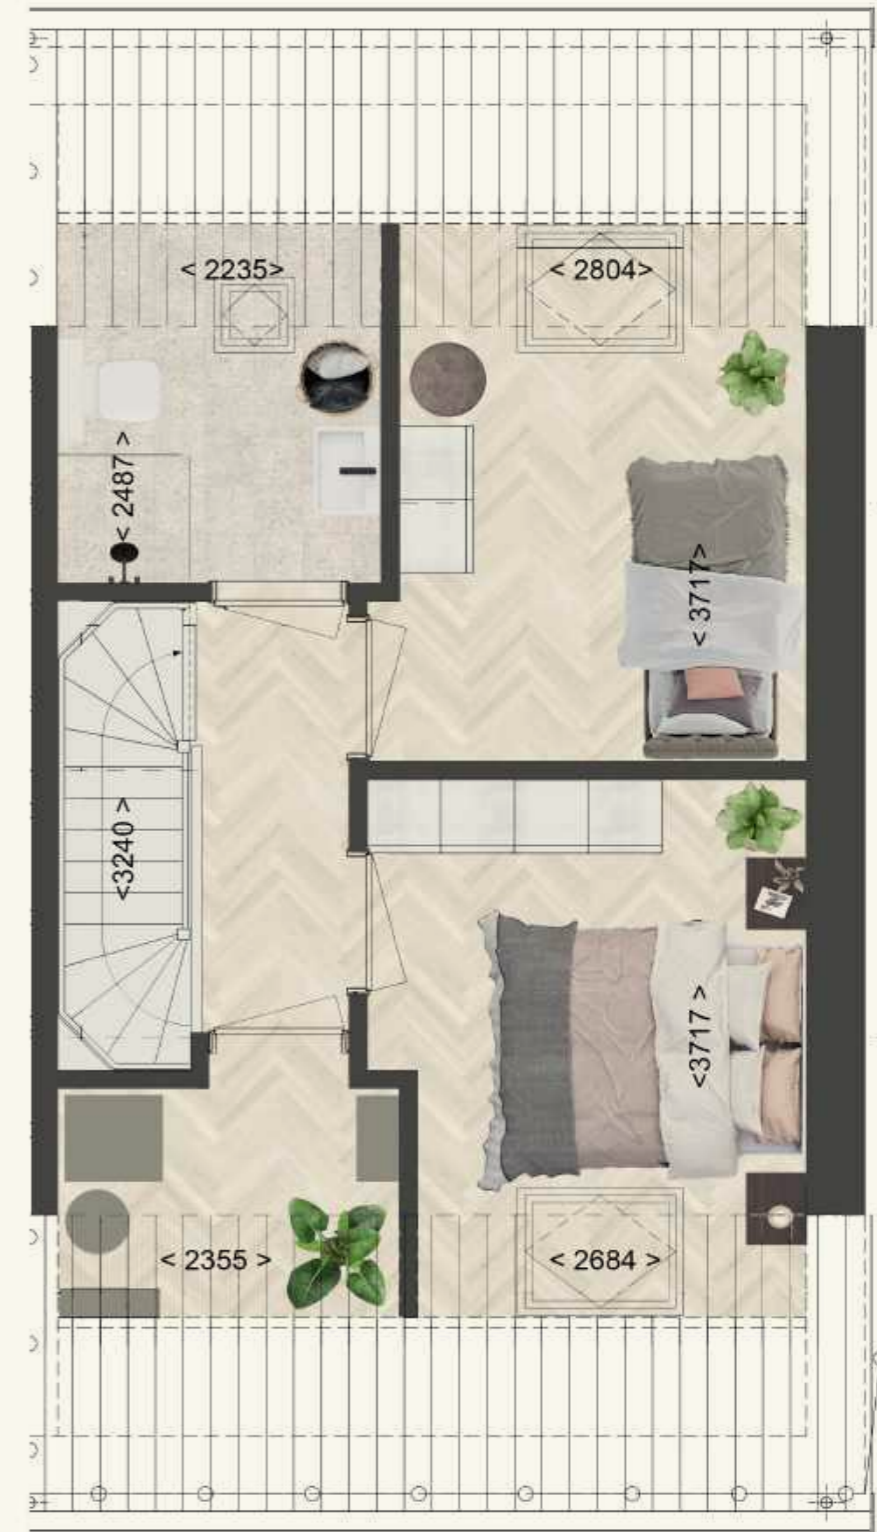 < 2235>
< 2804>
< 2487 >
< 3717>
<3240 >
<3717 >
< 2355 >
< 2684 >